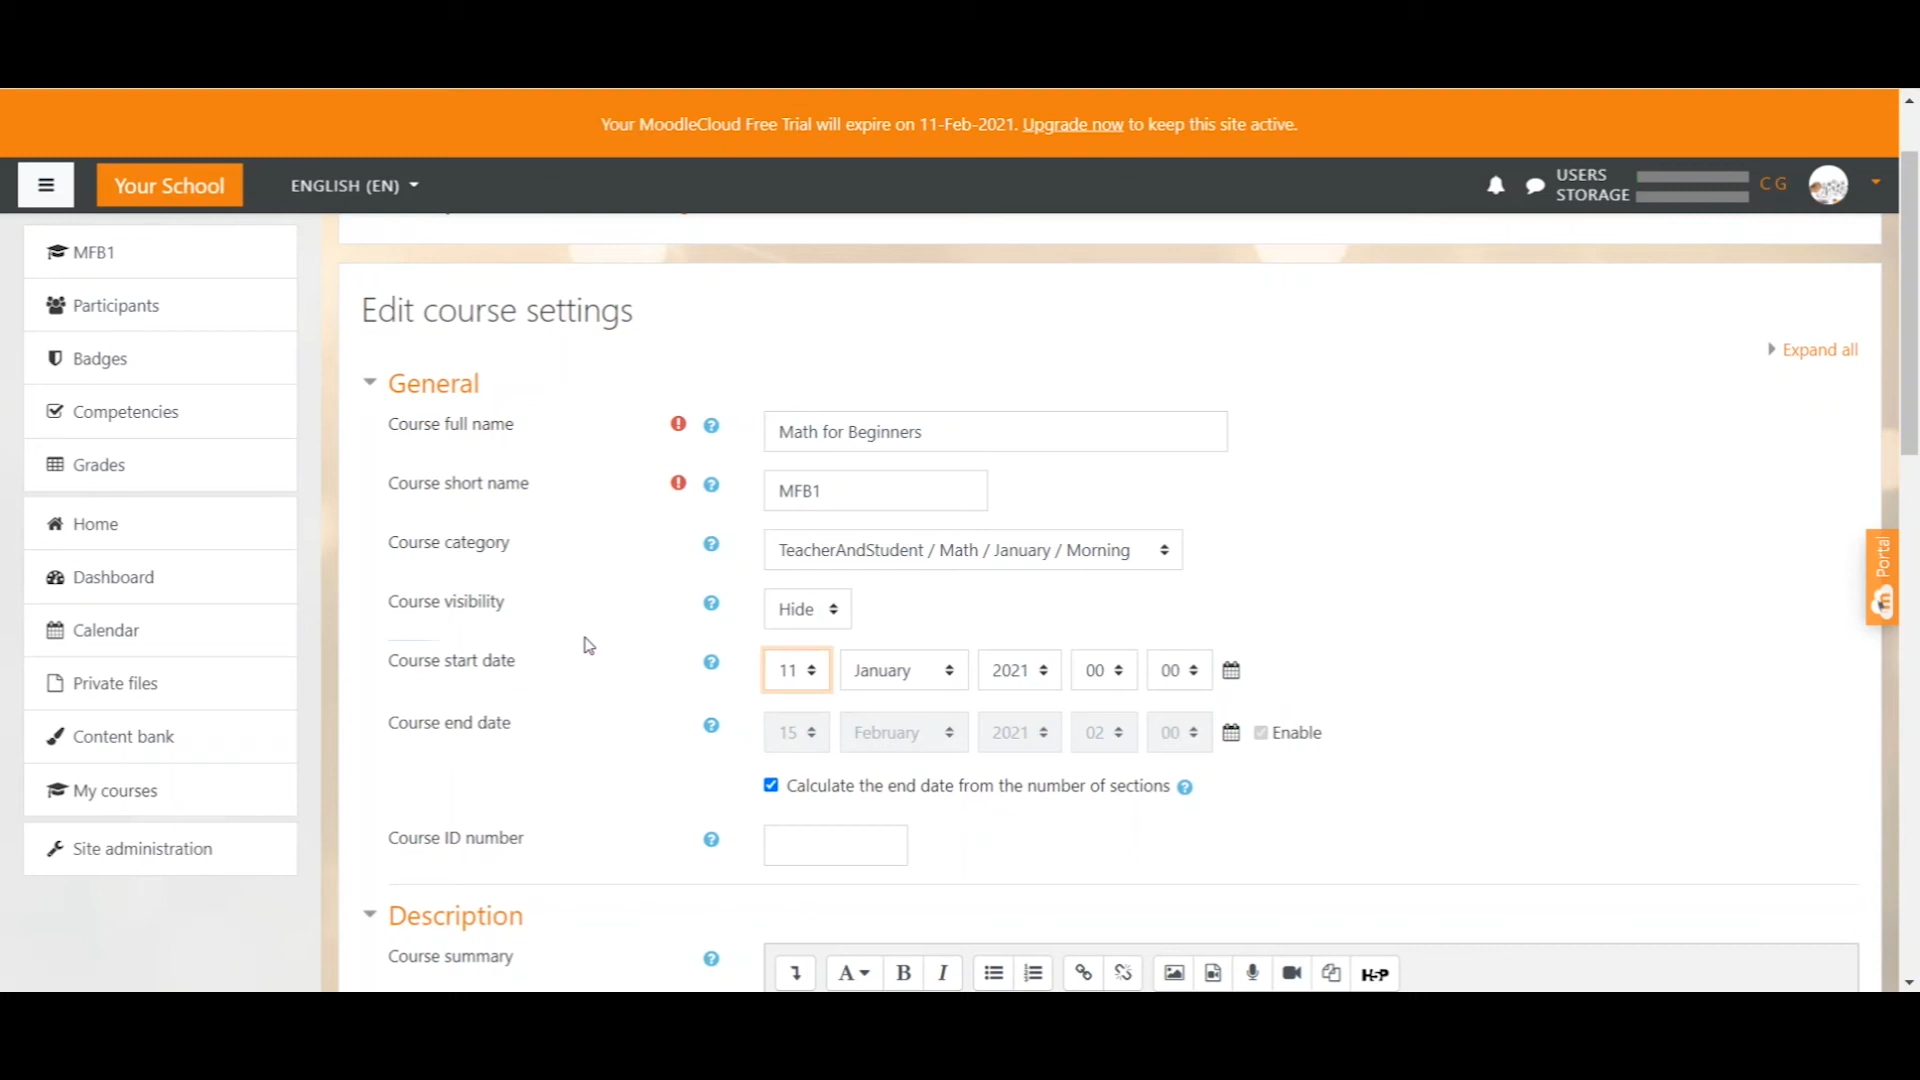 Your MoodleCloud Free Trial will expire on 11-Feb-2021. Upgrade now to keep this site active.
Your School
ENGLISH (EN)
USERS
STORAGE
C G
MFB1
Participants
Badges
Competencies
Grades
Home
Dashboard
Calendar
Private files
Content bank
My courses
Site administration
Edit course settings
Expand all
General
Course full name
Math for Beginners
Course short name
MFB1
Course category
TeacherAndStudent / Math / January / Morning
Course visibility
Hide
Course start date
11 January 2021 00 00
Course end date
15 February 2021 02 00 Enable
Calculate the end date from the number of sections
Course ID number
Portal
Description
Course summary
A B I
H5P